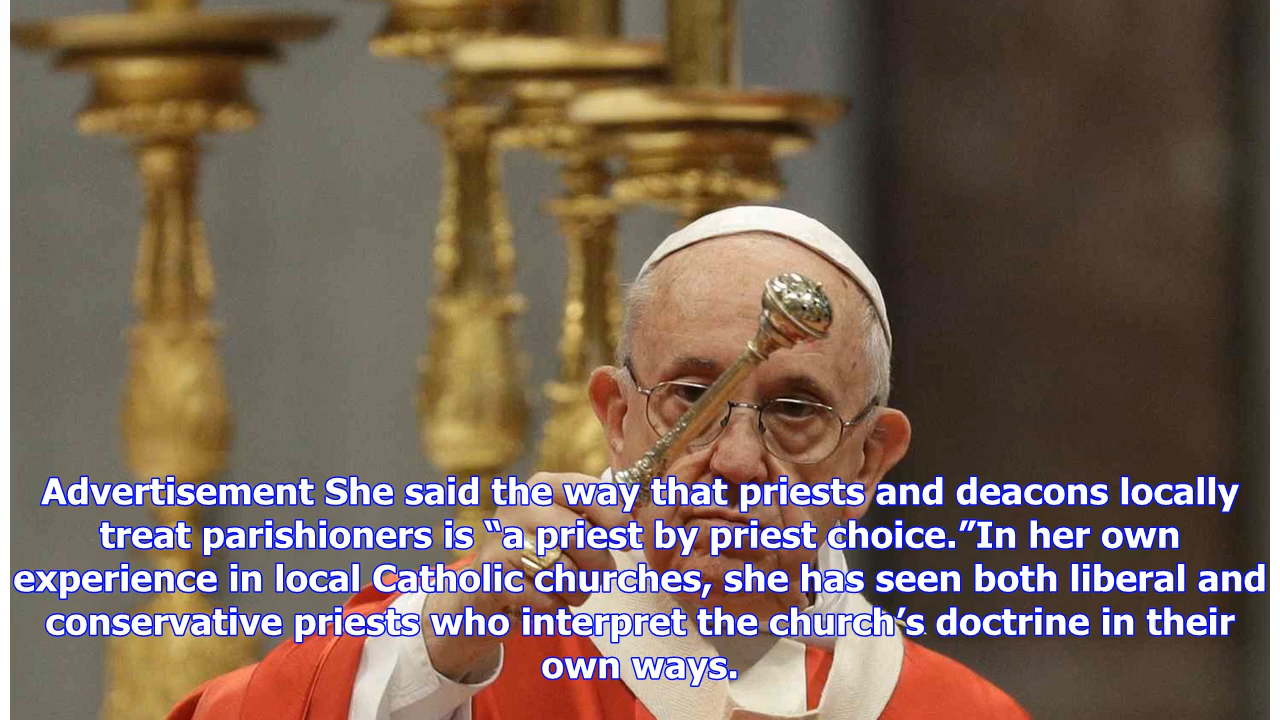 Advertisement She said the way that priests and deacons locally
treat parishioners is “a priest by priest choice.”In her own
experience in local Catholic churches, she has seen both liberal and
conservative priests who interpret the church’s doctrine in their
own ways.